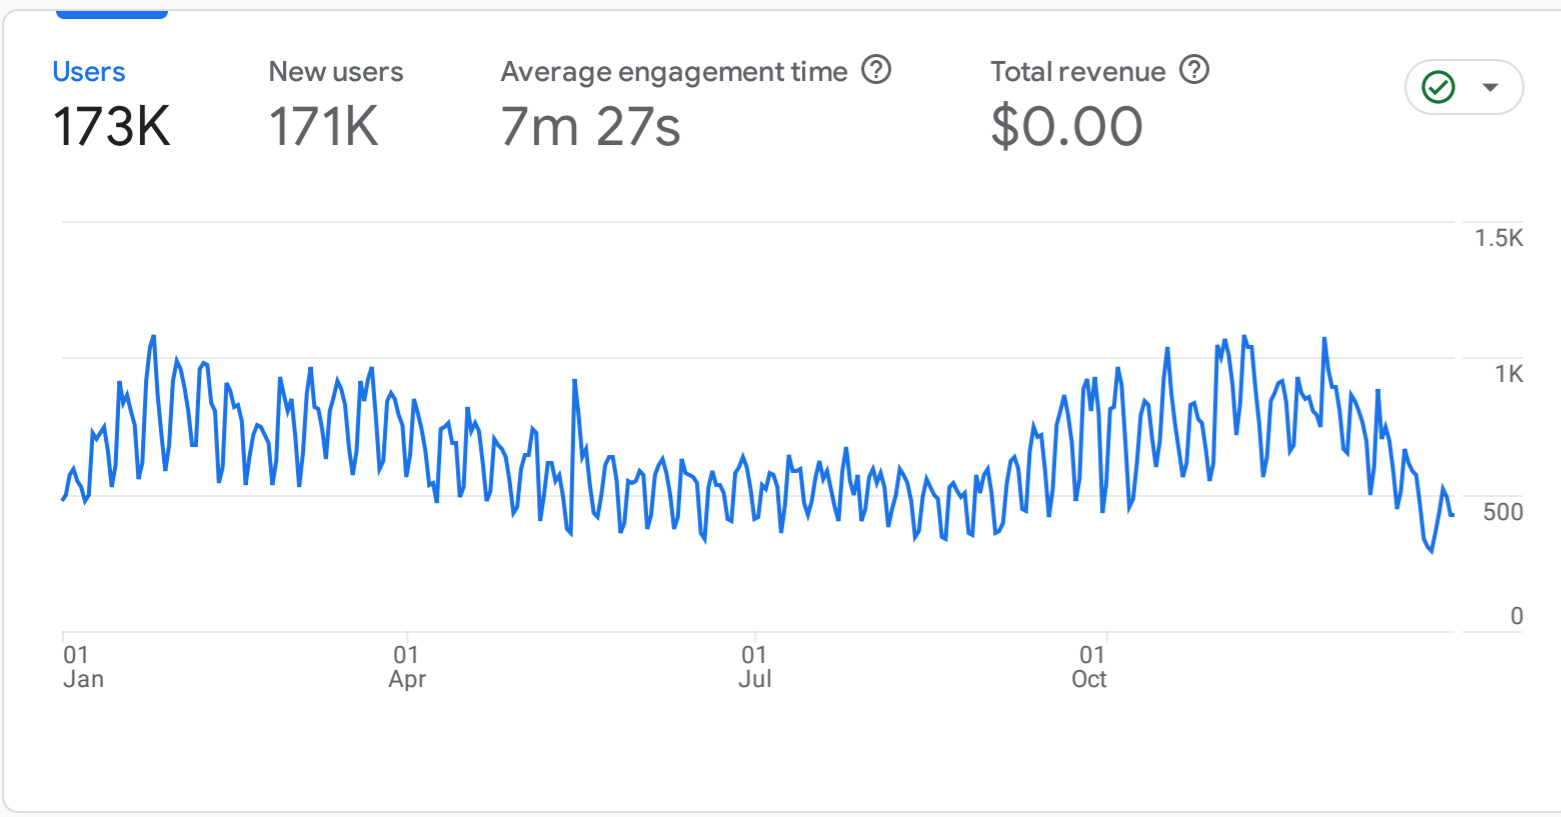 Users New users Average engagement time Total revenue
173K 171K 7m 27s $0.00
1.5K
1K
500
0
01 01 01 01
Jan Apr Jul Oct